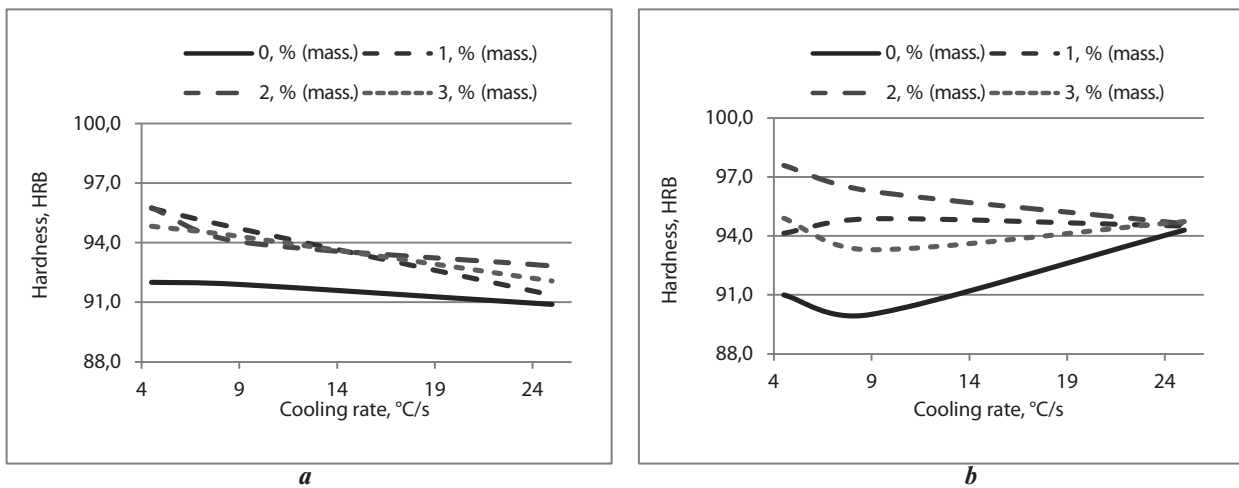 0, % (mass.) 1, % (mass.)
2, % (mass.) 3, % (mass.)
100,0
97,0
94,0
91,0
88,0
Hardness, HRB
4 9 14 19 24
Cooling rate, °C/s
a
0, % (mass.) 1, % (mass.)
2, % (mass.) 3, % (mass.)
100,0
97,0
94,0
91,0
88,0
Hardness, HRB
4 9 14 19 24
Cooling rate, °C/s
b